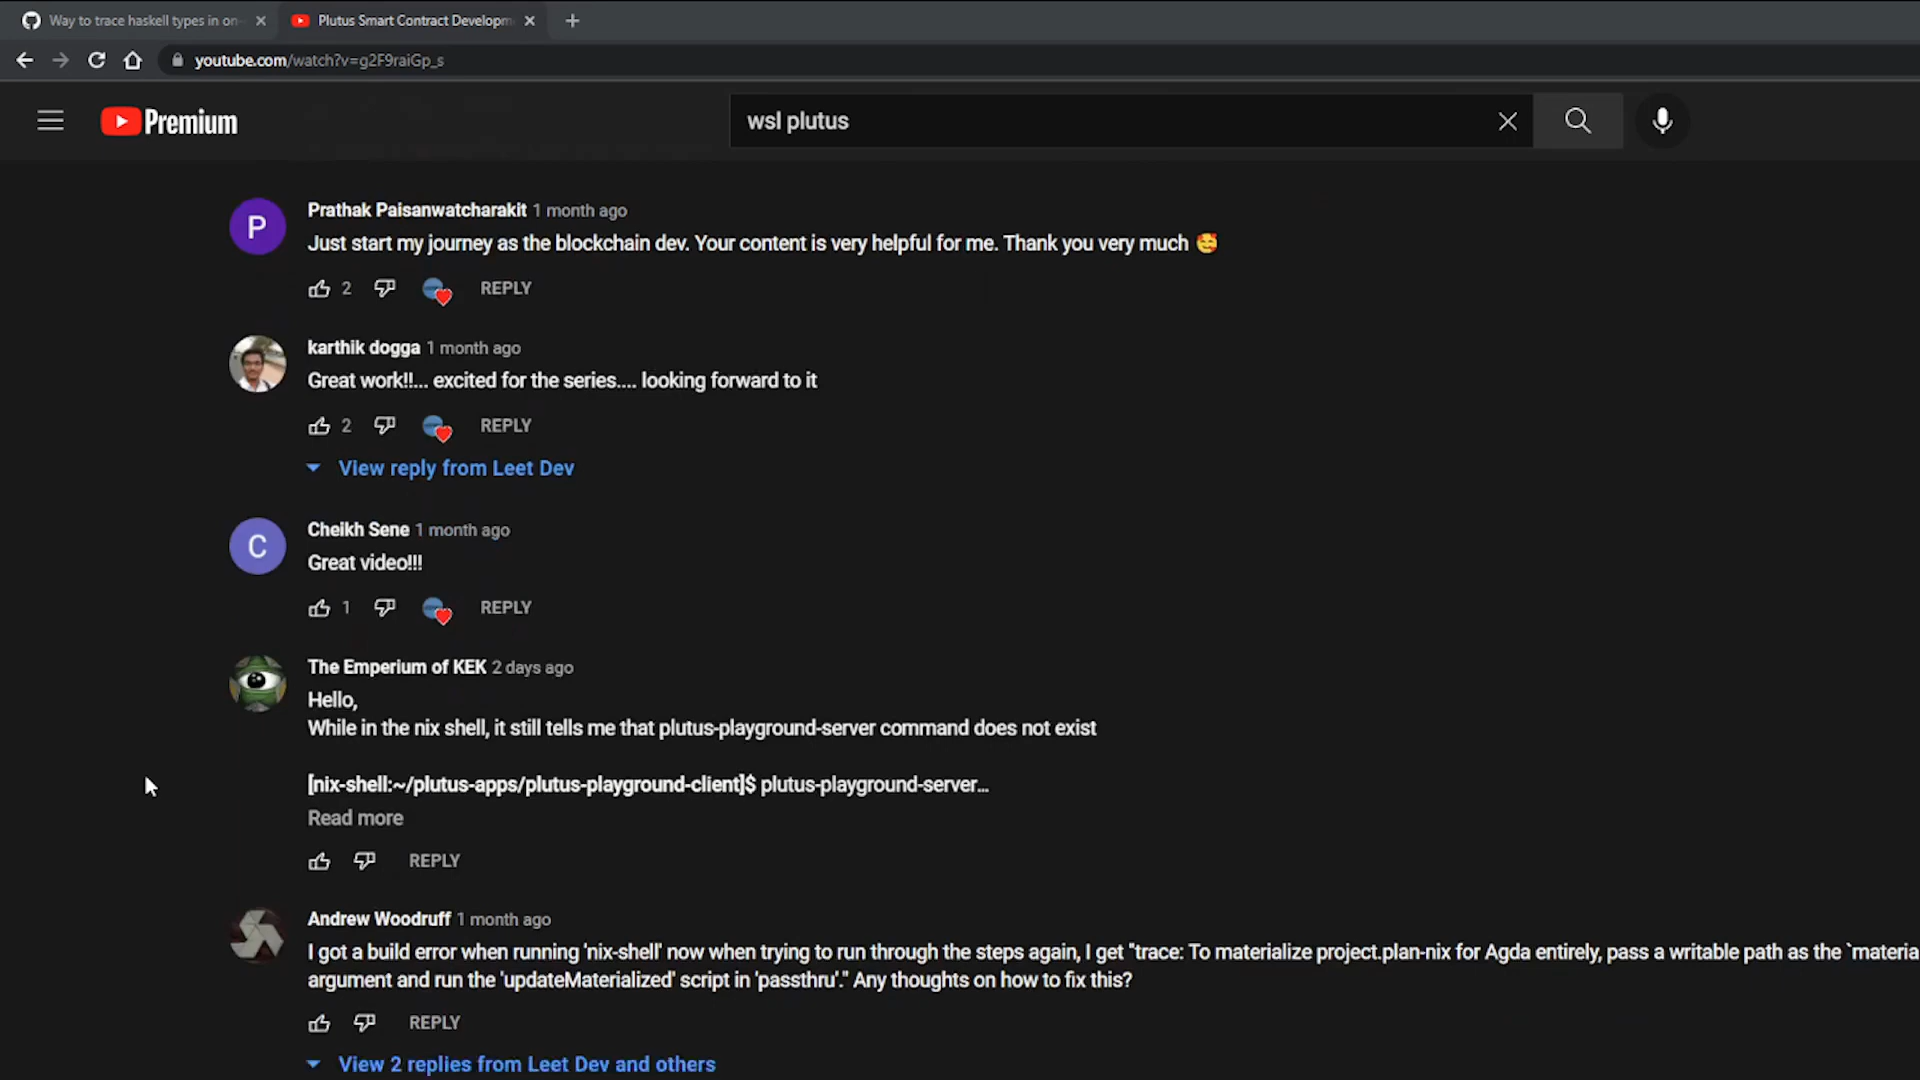 Way to trace haskell types in on
Plutus Smart Contract Developm
youtube.com/watch?v=g2F9raiGp_s
Premium
wsl plutus
P
Prathak Paisanwatcharakit 1 month ago
Just start my journey as the blockchain dev. Your content is very helpful for me. Thank you very much 🥰
2 REPLY
karthik dogga 1 month ago
Great work!!... excited for the series.... looking forward to it
2 REPLY
View reply from Leet Dev
C
Cheikh Sene 1 month ago
Great video!!!
1 REPLY
The Emperium of KEK 2 days ago
Hello,
While in the nix shell, it still tells me that plutus-playground-server command does not exist
[nix-shell:~/plutus-apps/plutus-playground-client]$ plutus-playground-server...
Read more
REPLY
Andrew Woodruff 1 month ago
I got a build error when running 'nix-shell' now when trying to run through the steps again, I get "trace: To materialize project.plan-nix for Agda entirely, pass a writable path as the `materia
argument and run the 'updateMaterialized' script in 'passthru'." Any thoughts on how to fix this?
REPLY
View 2 replies from Leet Dev and others